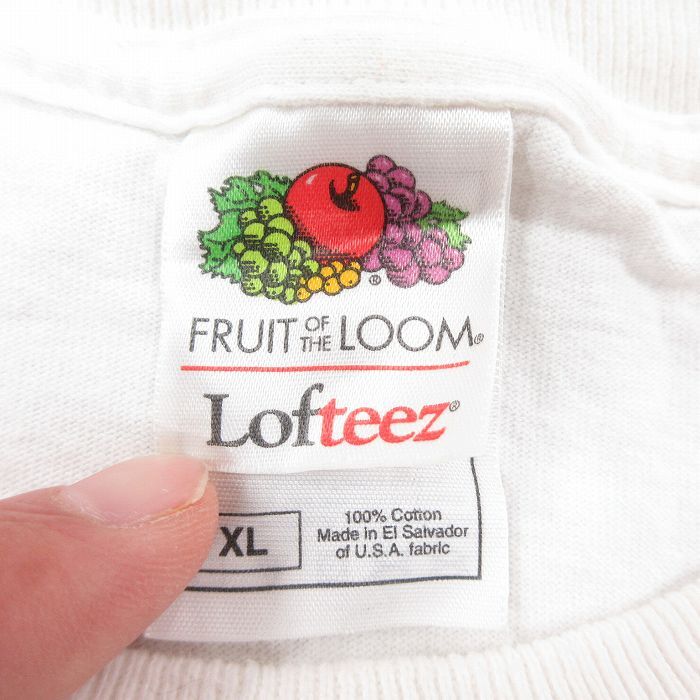 FRUIT OF THE LOOM®
Lofteez®
XL
100% Cotton
Made in El Salvador
of U.S.A. fabric